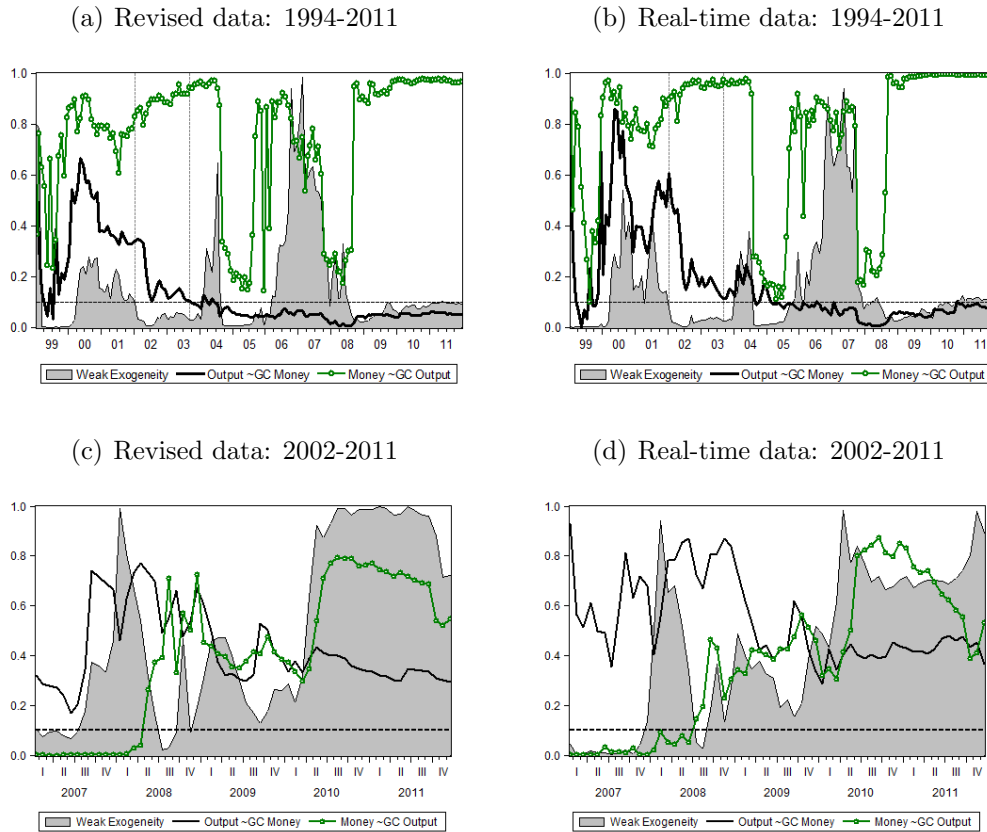 (a) Revised data: 1994-2011
(b) Real-time data: 1994-2011
1.0
0.8
0.6
0.4
0.2
0.0
99 00 01 02 03 04 05 06 07 08 09 10 11
Weak Exogeneity Output ~GC Money Money ~GC Output
1.0
0.8
0.6
0.4
0.2
0.0
99 00 01 02 03 04 05 06 07 08 09 10 11
Weak Exogeneity Output ~GC Money Money ~GC Output
(c) Revised data: 2002-2011
(d) Real-time data: 2002-2011
1.0
0.8
0.6
0.4
0.2
0.0
I II III IV I II III IV I II III IV I II III IV I II III IV
2007 2008 2009 2010 2011
Weak Exogeneity Output ~GC Money Money ~GC Output
1.0
0.8
0.6
0.4
0.2
0.0
I II III IV I II III IV I II III IV I II III IV I II III IV
2007 2008 2009 2010 2011
Weak Exogeneity Output ~GC Money Money ~GC Output